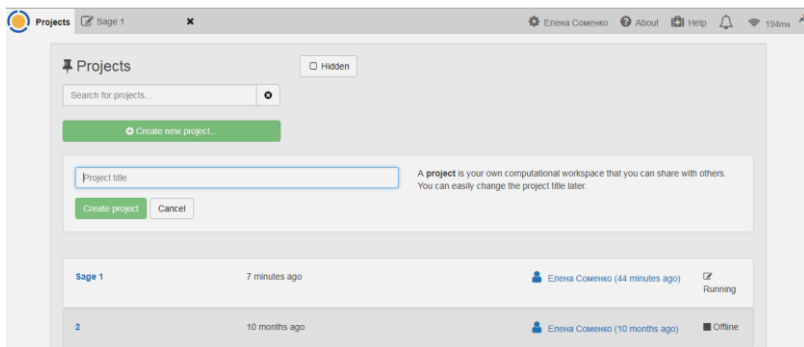 Projects Sage 1 Елена Соменко About Help 194ms
Projects
Hidden
Search for projects...
Create new project...
Project title
A project is your own computational workspace that you can share with others.
You can easily change the project title later.
Create project Cancel
Sage 1 7 minutes ago Елена Соменко (44 minutes ago) Running
2 10 months ago Елена Соменко (10 months ago) Offline